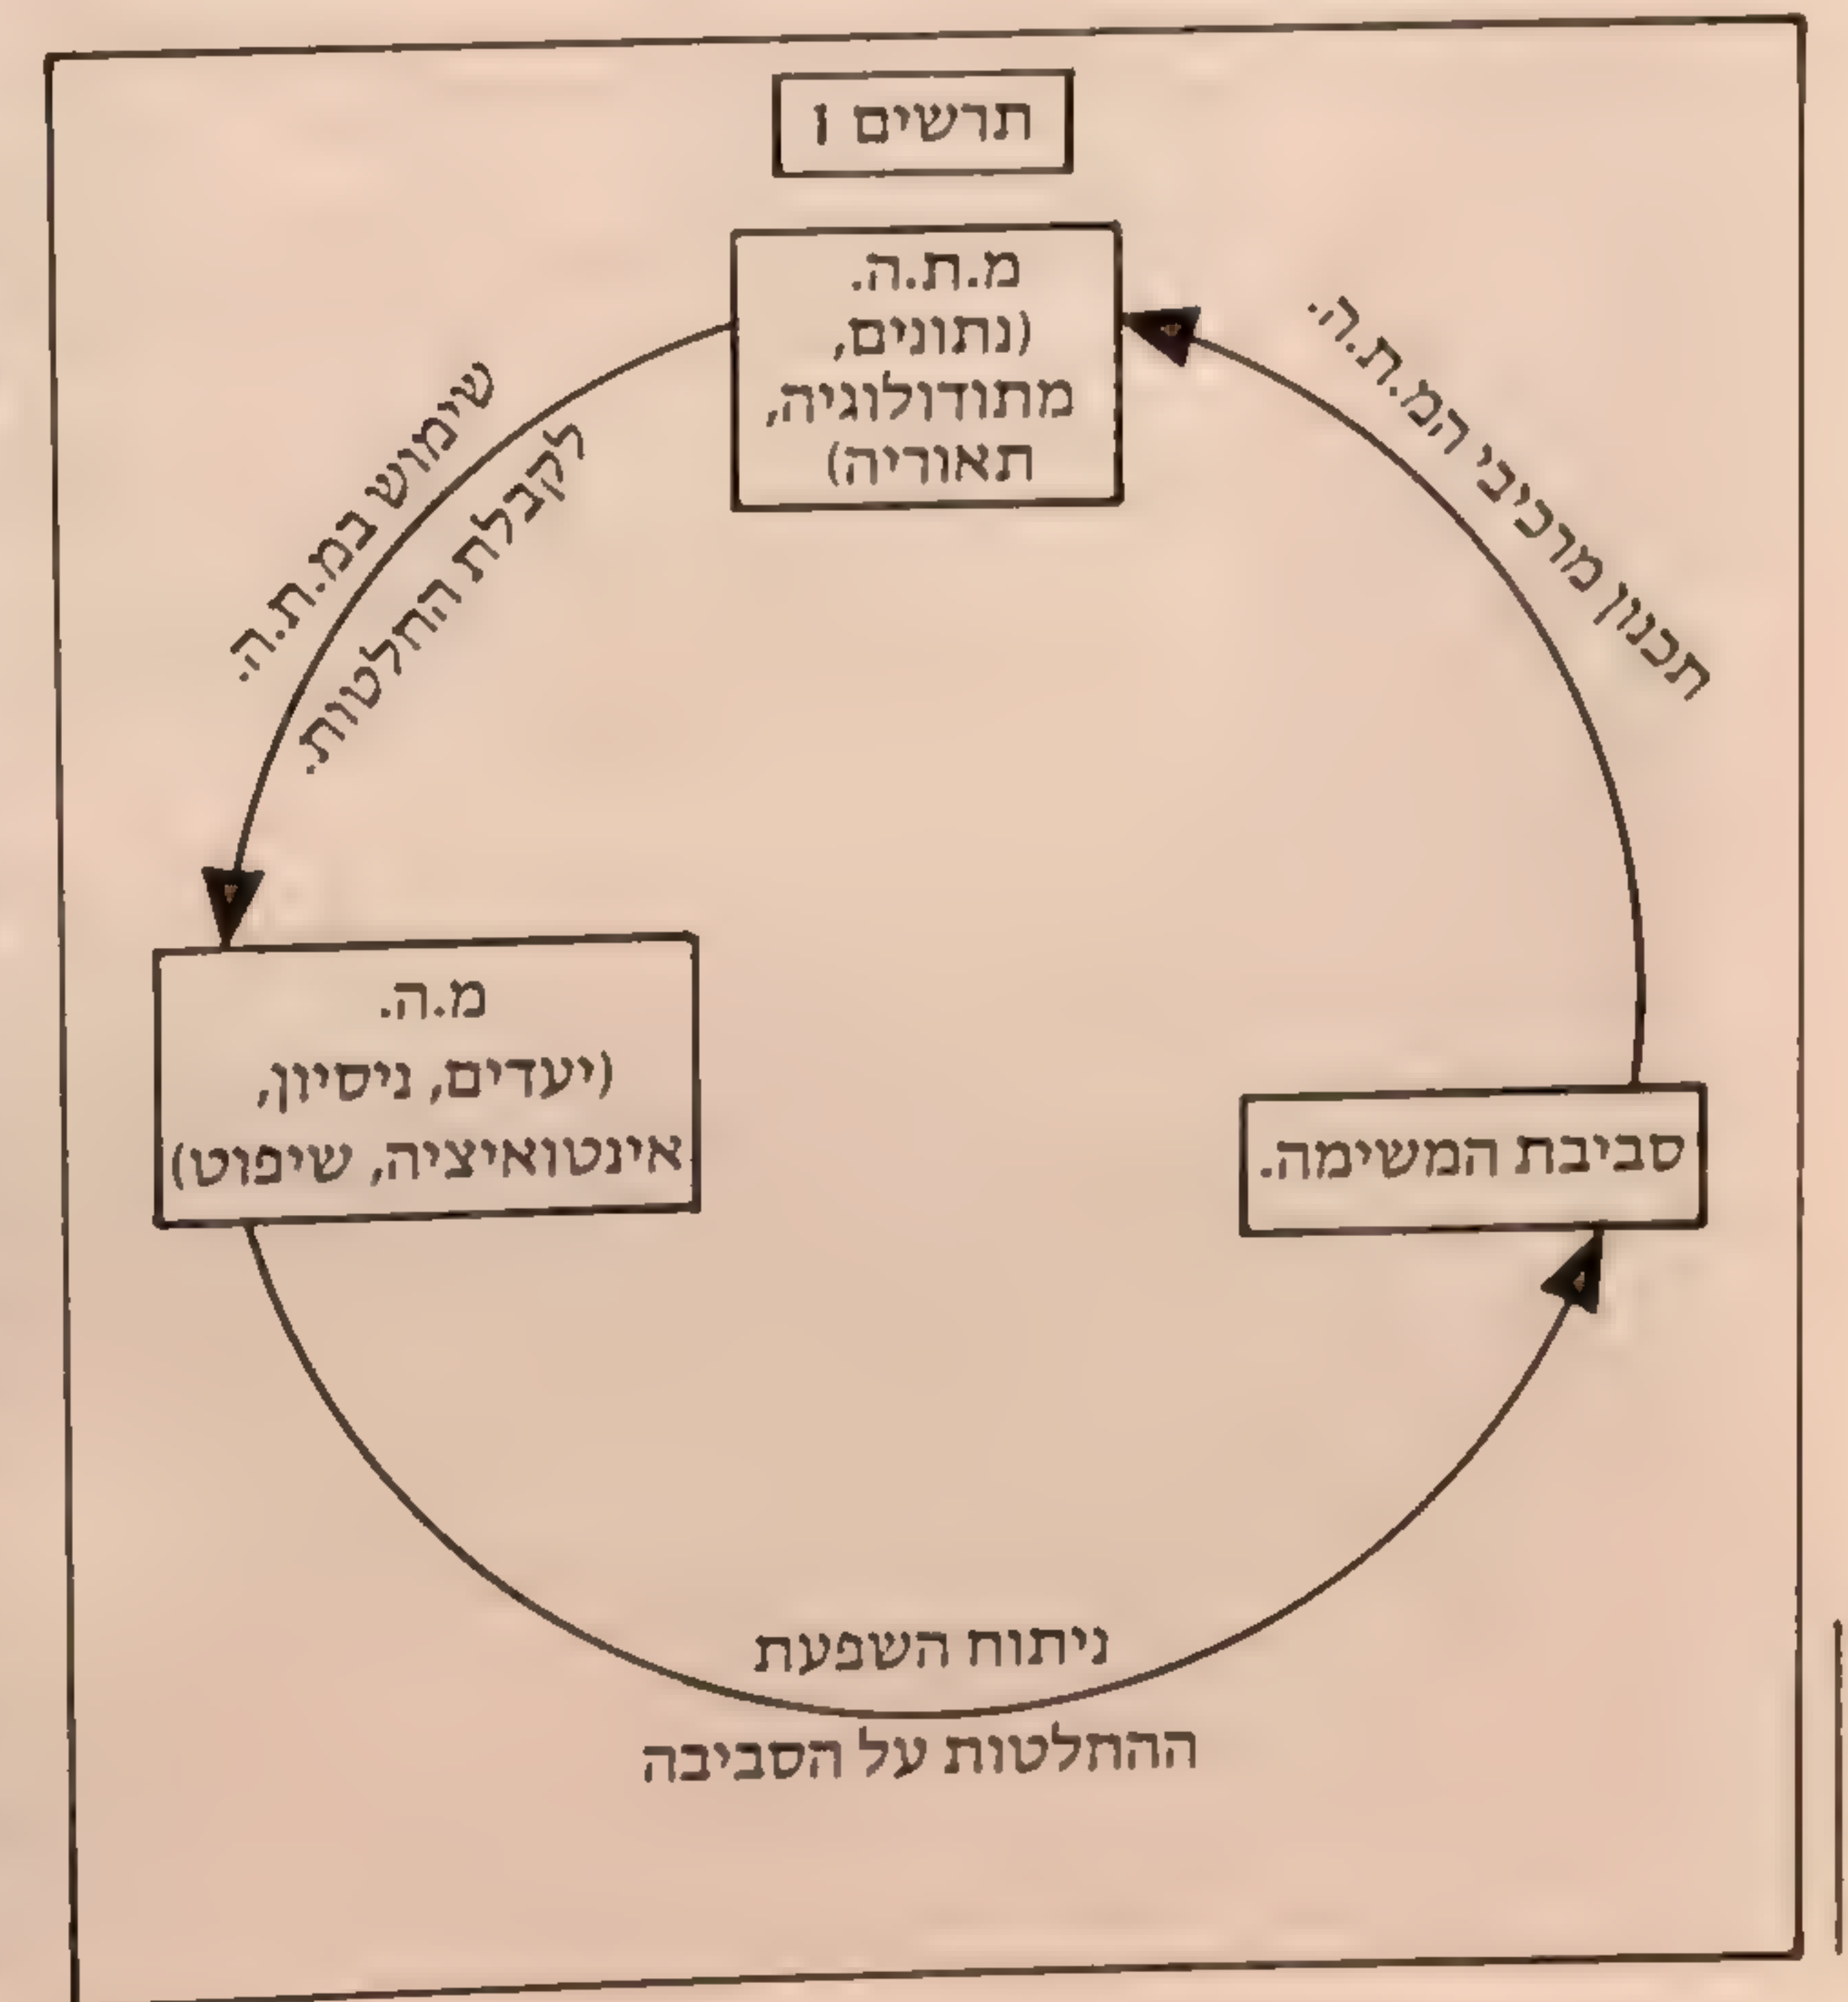 תרשים 1
מ.ת.ה.
(נתונים,
מתודולוגיה,
תאוריה)
תכנון מרכיבי המ.ת.ה.
שימוש במ.ת.ה.
לקבלת החלטות.
מ.ה.
(יעדים, ניסיון,
אינטואיציה, שיפוט)
סביבת המשימה.
ניתוח השפעת
ההחלטות על הסביבה